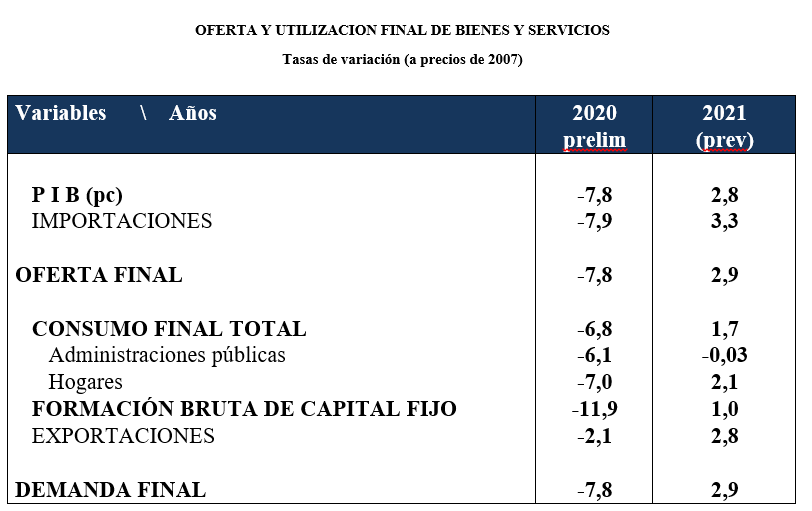 OFERTA Y UTILIZACION FINAL DE BIENES Y SERVICIOS
Tasas de variación (a precios de 2007)
Variables \ Años 2020 prelim 2021 (prev)
P I B (pc) -7,8 2,8
IMPORTACIONES -7,9 3,3
OFERTA FINAL -7,8 2,9
CONSUMO FINAL TOTAL -6,8 1,7
Administraciones públicas -6,1 -0,03
Hogares -7,0 2,1
FORMACIÓN BRUTA DE CAPITAL FIJO -11,9 1,0
EXPORTACIONES -2,1 2,8
DEMANDA FINAL -7,8 2,9